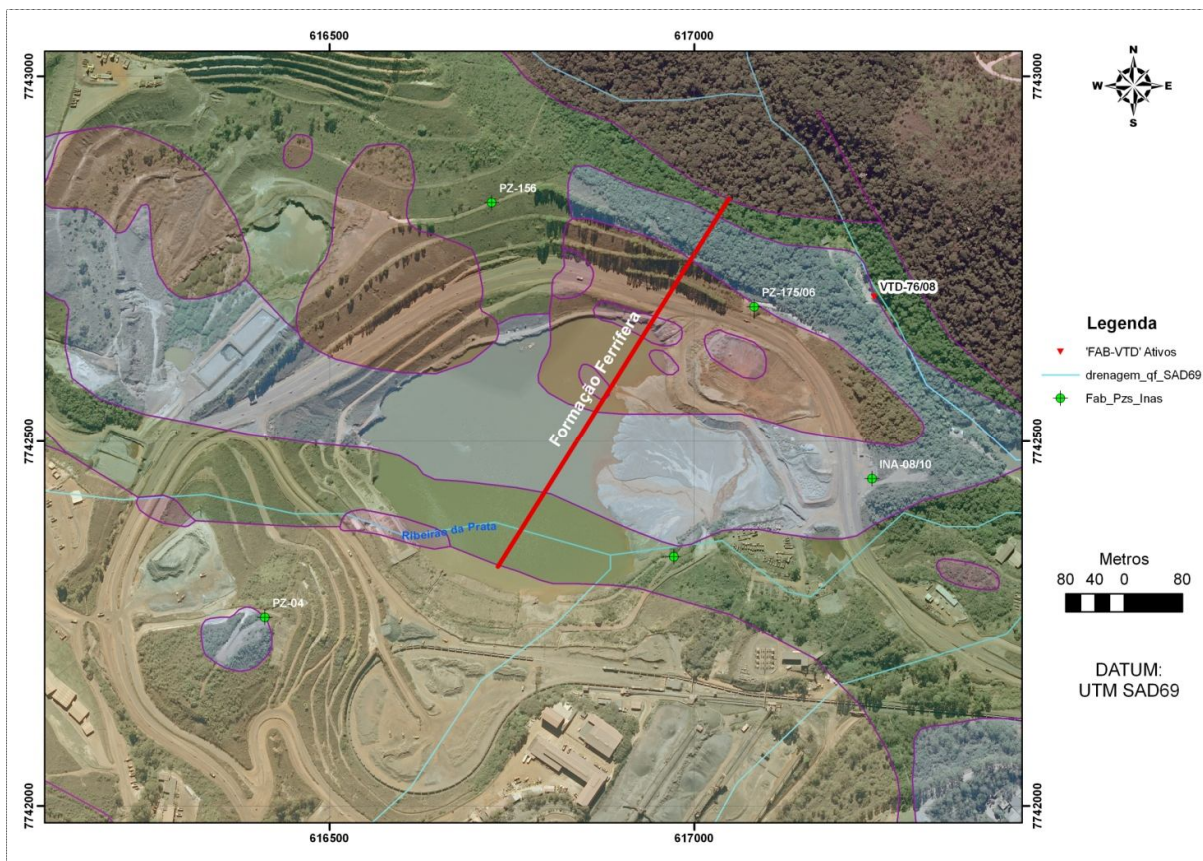 616500
617000
7743000
7743000
N
W
E
S
PZ-156
PZ-175/06
VTD-76/08
Formação Ferrífera
Legenda
'FAB-VTD' Ativos
drenagem_qf_SAD69
Fab_Pzs_Inas
7742500
7742500
INA-08/10
Ribeirao da Prata
Metros
80 40 0 80
PZ-04
DATUM:
UTM SAD69
7742000
7742000
616500
617000